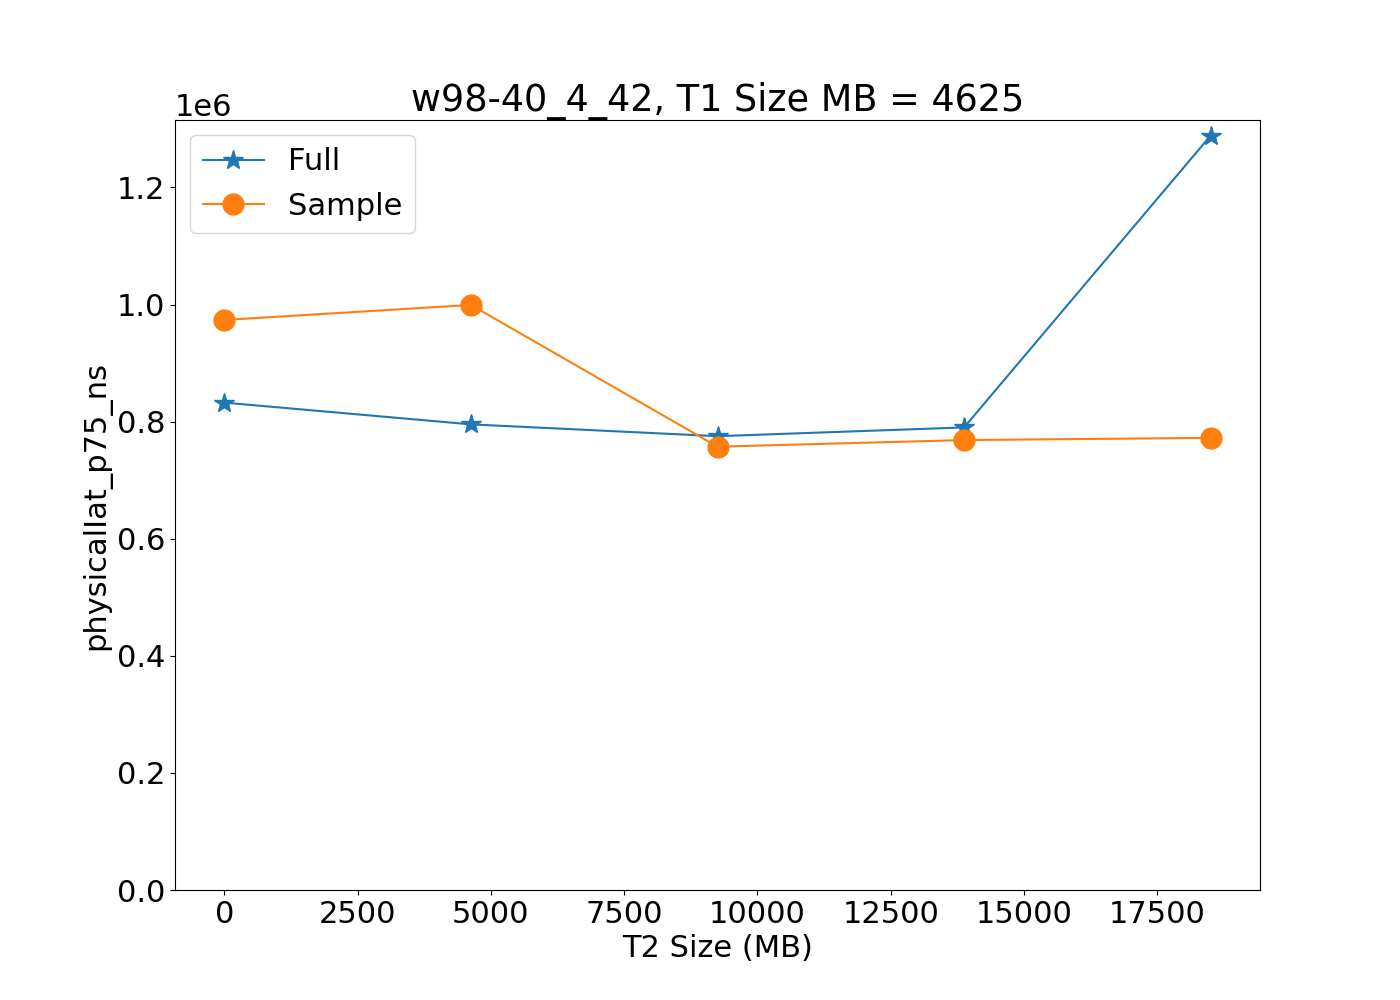 w98-40_4_42, T1 Size MB = 4625
1e6
Full
Sample
1.2
1.0
0.8
0.6
0.4
0.2
0.0
physicallat_p75_ns
0 2500 5000 7500 10000 12500 15000 17500
T2 Size (MB)